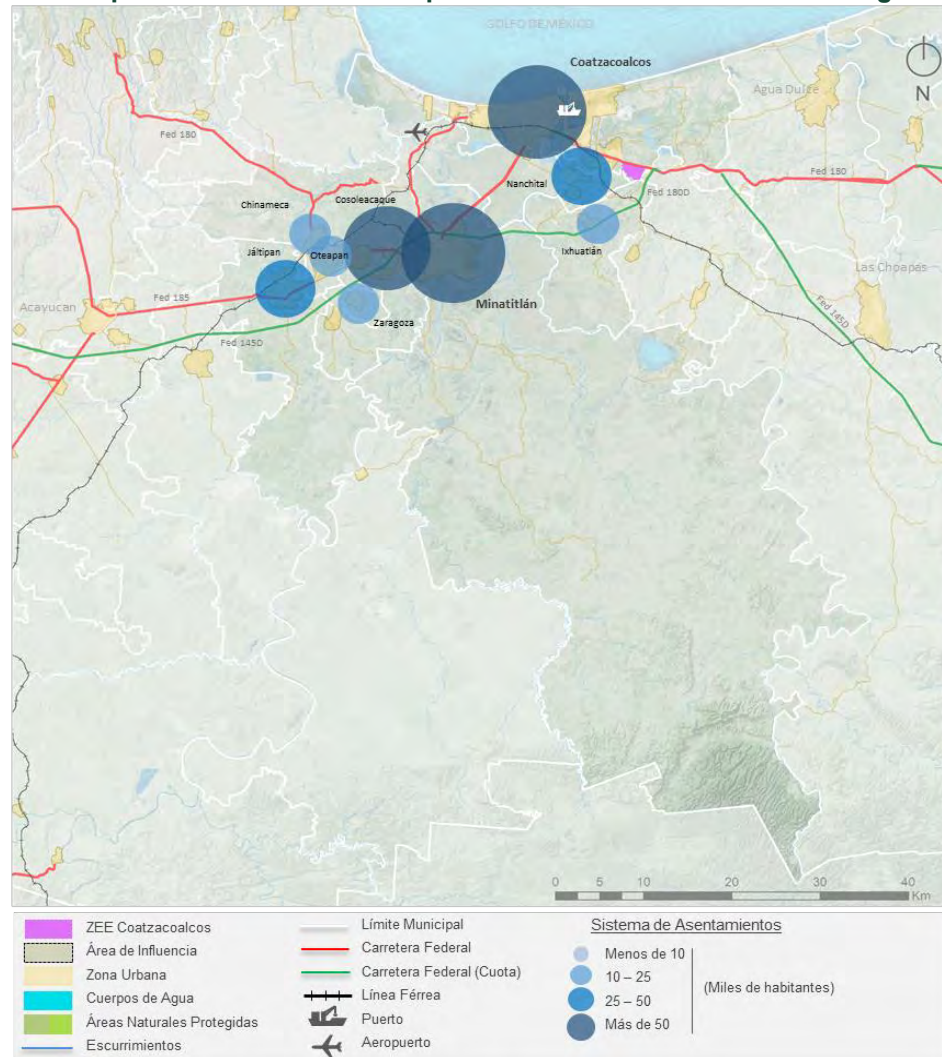 GOLFO DE MÉXICO
Coatzacoalcos
Agua Dulce
N
Fed 180
Nanchital
Fed 180
Fed 180D
Chinameca
Cosoleacaque
Ixhuatlán
Jáltipan
Oteapan
Las Choapas
Acayucan
Fed 185
Minatitlán
Zaragoza
Fed 145D
Fed 145D
0 5 10 20 30 40
Km
ZEE Coatzacoalcos
Área de Influencia
Zona Urbana
Cuerpos de Agua
Áreas Naturales Protegidas
Escurrimientos
Límite Municipal
Carretera Federal
Carretera Federal (Cuota)
Línea Férrea
Puerto
Aeropuerto
Sistema de Asentamientos
Menos de 10
10 – 25
25 – 50
Más de 50
(Miles de habitantes)